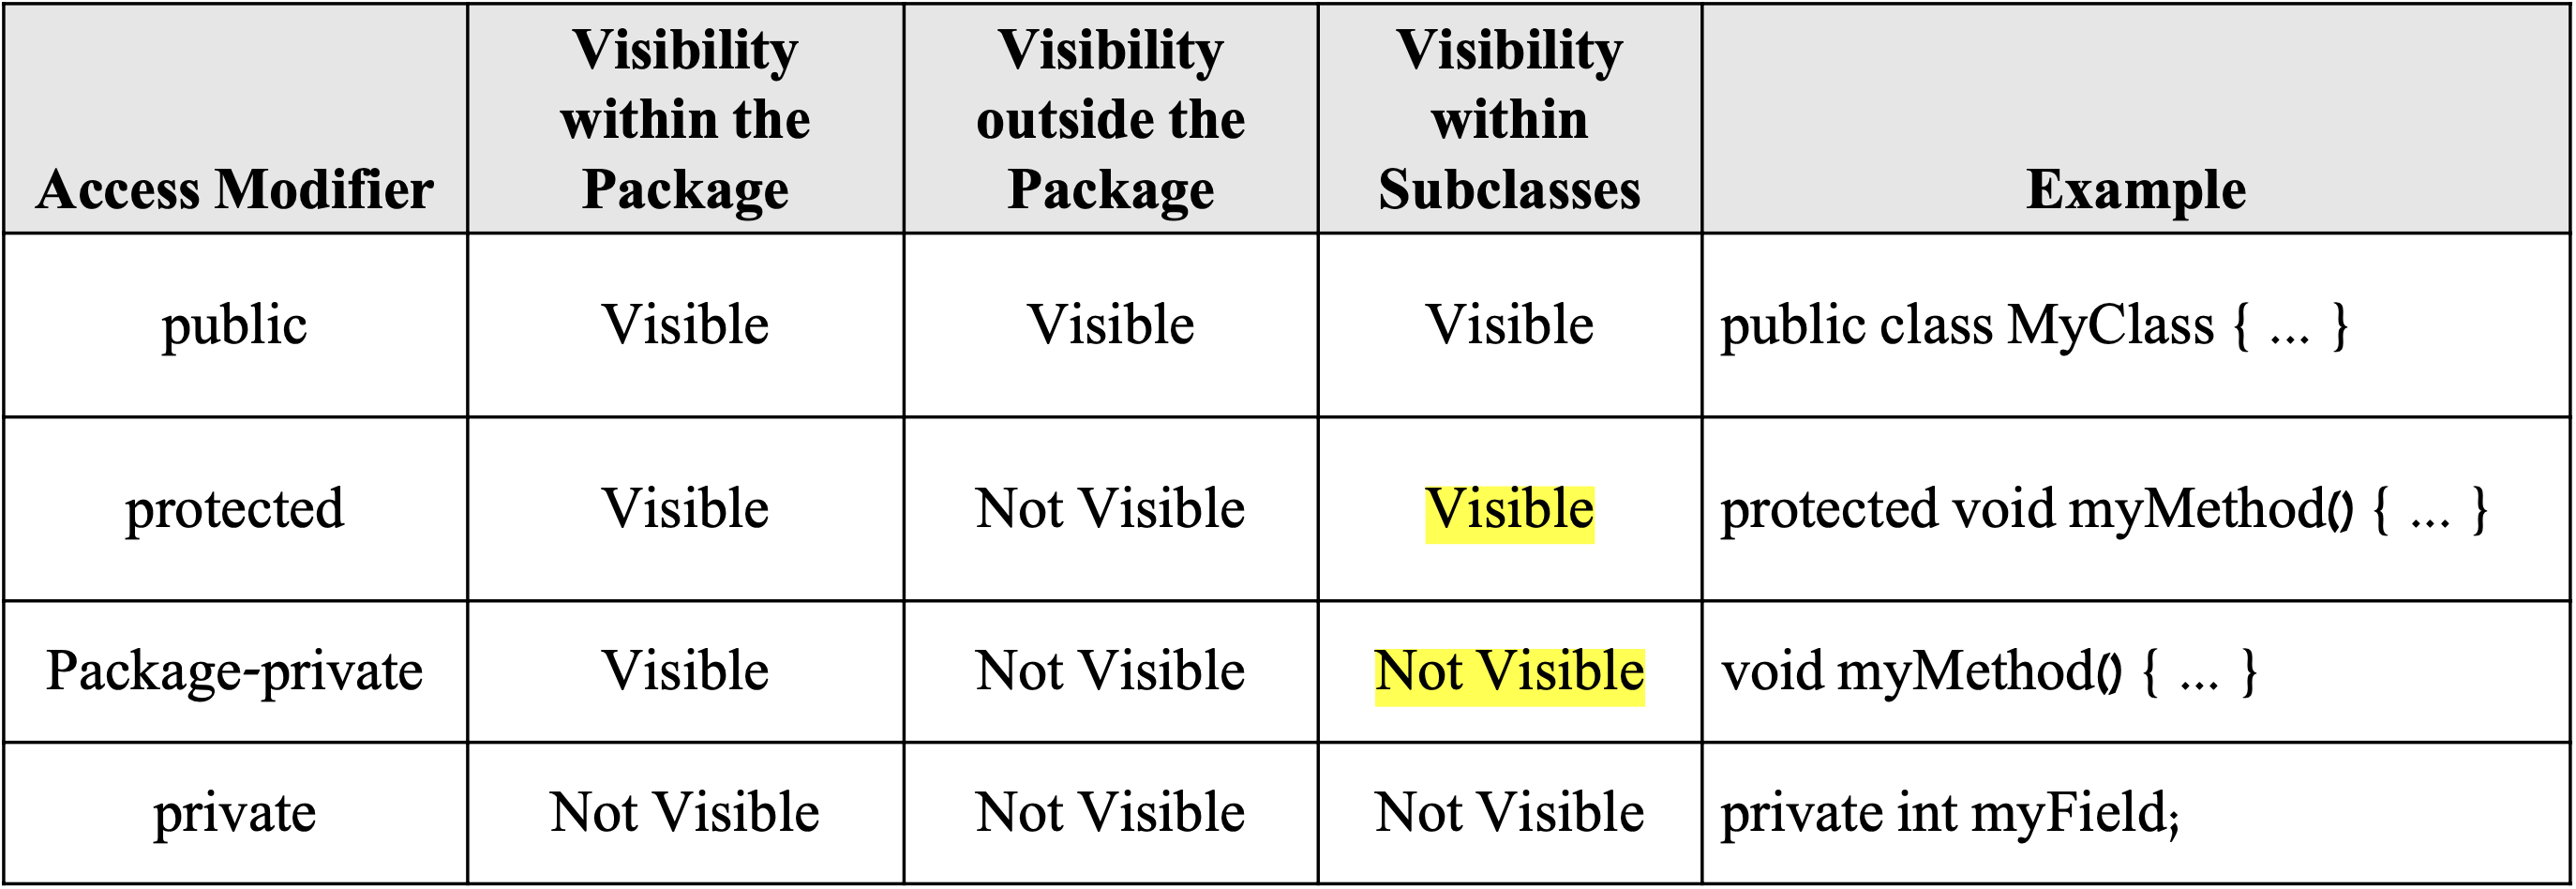 Access Modifier
Visibility
within the
Package
Visibility
outside the
Package
Visibility
within
Subclasses
Example
public
Visible
Visible
Visible
public class MyClass { ... }
protected
Visible
Not Visible
Visible
protected void myMethod() { ... }
Package-private
Visible
Not Visible
Not Visible
void myMethod() { ... }
private
Not Visible
Not Visible
Not Visible
private int myField;